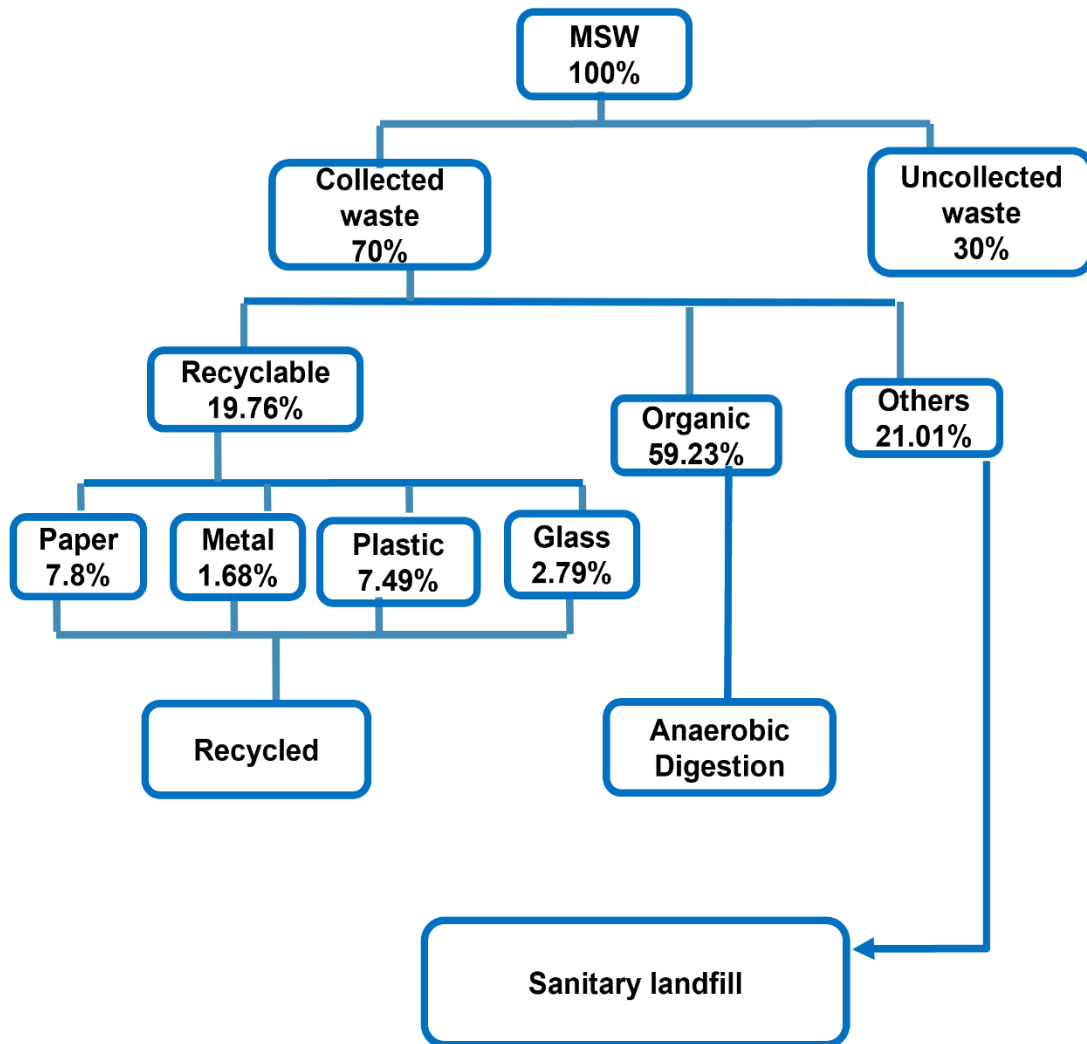 MSW
100%
Collected
waste
70%
Uncollected
waste
30%
Recyclable
19.76%
Organic
59.23%
Others
21.01%
Paper
7.8%
Metal
1.68%
Plastic
7.49%
Glass
2.79%
Recycled
Anaerobic
Digestion
Sanitary landfill